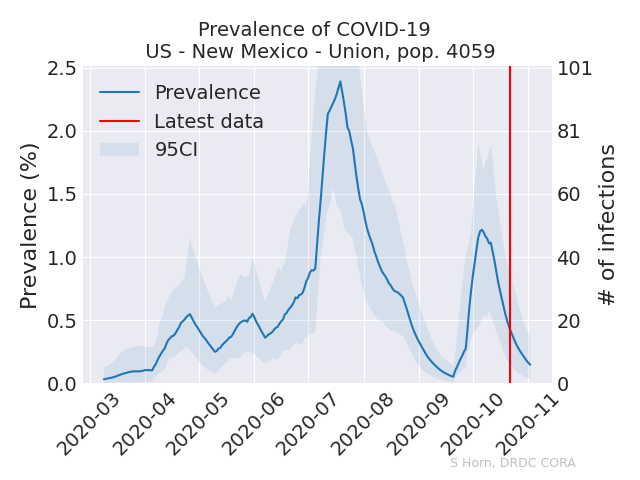 Prevalence of COVID-19
US - New Mexico - Union, pop. 4059
Prevalence (%)
2.5
2.0
1.5
1.0
0.5
0.0
Prevalence
Latest data
95CI
101
81
60
40
20
0
# of infections
2020-03
2020-04
2020-05
2020-06
2020-07
2020-08
2020-09
2020-10
2020-11
S Horn, DRDC CORA